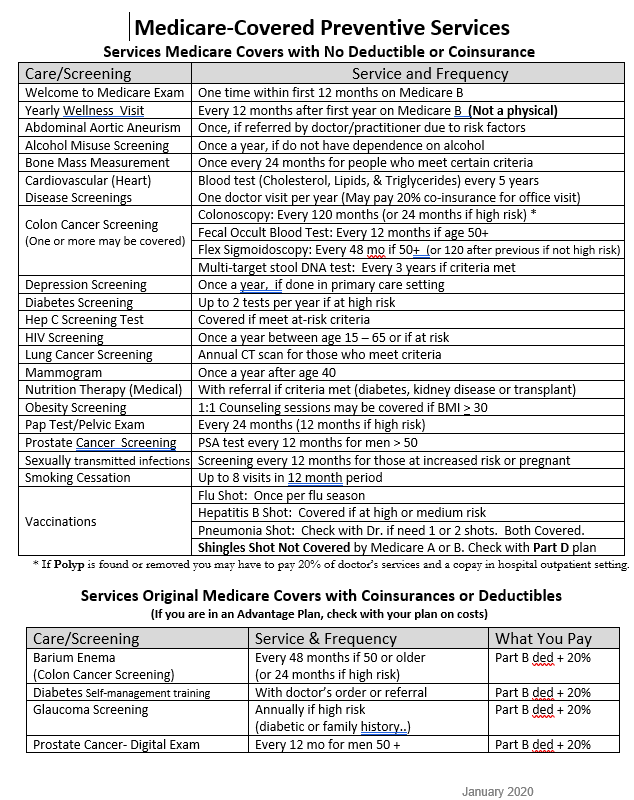 Medicare-Covered Preventive Services
Services Medicare Covers with No Deductible or Coinsurance
Care/Screening Service and Frequency
Welcome to Medicare Exam One time within first 12 months on Medicare B
Yearly Wellness Visit Every 12 months after first year on Medicare B (Not a physical)
Abdominal Aortic Aneurism Once, if referred by doctor/practitioner due to risk factors
Alcohol Misuse Screening Once a year, if do not have dependence on alcohol
Bone Mass Measurement Once every 24 months for people who meet certain criteria
Cardiovascular (Heart) Blood test (Cholesterol, Lipids, & Triglycerides) every 5 years
Disease Screenings One doctor visit per year (May pay 20% co-insurance for office visit)
Colon Cancer Screening
(One or more may be covered)
Colonoscopy: Every 120 months (or 24 months if high risk) *
Fecal Occult Blood Test: Every 12 months if age 50+
Flex Sigmoidoscopy: Every 48 mo if 50+ (or 120 after previous if not high risk)
Multi-target stool DNA test: Every 3 years if criteria met
Depression Screening Once a year, if done in primary care setting
Diabetes Screening Up to 2 tests per year if at high risk
Hep C Screening Test Covered if meet at-risk criteria
HIV Screening Once a year between age 15 – 65 or if at risk
Lung Cancer Screening Annual CT scan for those who meet criteria
Mammogram Once a year after age 40
Nutrition Therapy (Medical) With referral if criteria met (diabetes, kidney disease or transplant)
Obesity Screening 1:1 Counseling sessions may be covered if BMI > 30
Pap Test/Pelvic Exam Every 24 months (12 months if high risk)
Prostate Cancer Screening PSA test every 12 months for men > 50
Sexually transmitted infections Screening every 12 months for those at increased risk or pregnant
Smoking Cessation Up to 8 visits in 12 month period
Vaccinations
Flu Shot: Once per flu season
Hepatitis B Shot: Covered if at high or medium risk
Pneumonia Shot: Check with Dr. if need 1 or 2 shots. Both Covered.
Shingles Shot Not Covered by Medicare A or B. Check with Part D plan
* If Polyp is found or removed you may have to pay 20% of doctor's services and a copay in hospital outpatient setting.
Services Original Medicare Covers with Coinsurances or Deductibles
(If you are in an Advantage Plan, check with your plan on costs)
Care/Screening Service & Frequency What You Pay
Barium Enema Every 48 months if 50 or older Part B ded + 20%
(Colon Cancer Screening) (or 24 months if high risk)
Diabetes Self-management training With doctor's order or referral Part B ded + 20%
Glaucoma Screening Annually if high risk Part B ded + 20%
(diabetic or family history..)
Prostate Cancer- Digital Exam Every 12 mo for men 50 + Part B ded + 20%
January 2020